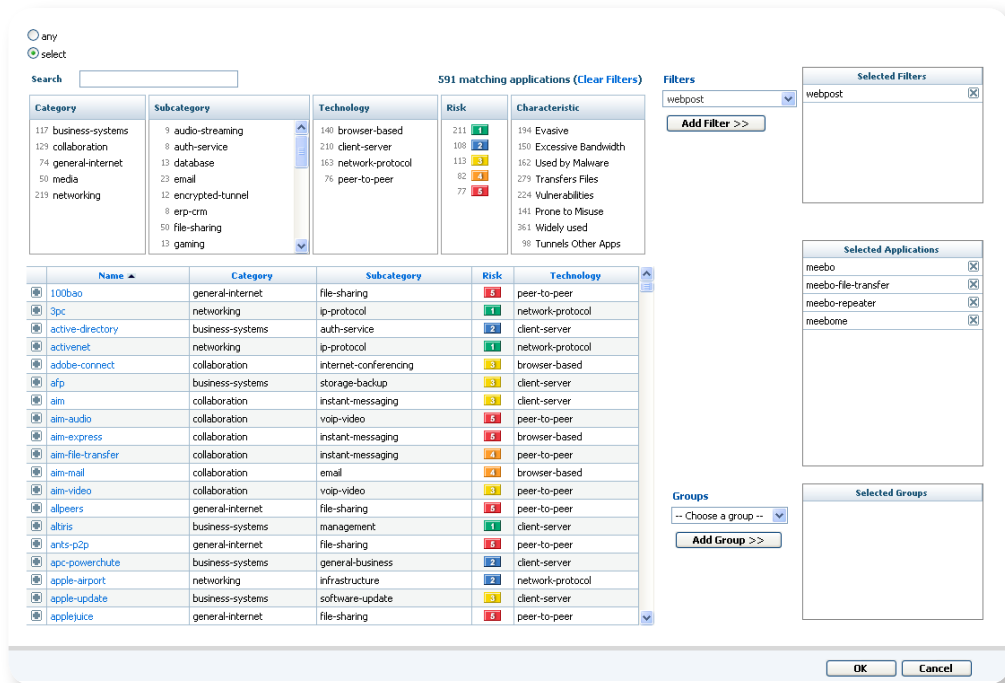 any
select
Search
591 matching applications (Clear Filters)
Category
117 business-systems
129 collaboration
74 general-internet
50 media
219 networking
Subcategory
9 audio-streaming
8 auth-service
13 database
23 email
12 encrypted-tunnel
8 erp-crm
50 file-sharing
13 gaming
Technology
140 browser-based
210 client-server
163 network-protocol
76 peer-to-peer
Risk
211 1
108 2
113 3
82 4
77 5
Characteristic
194 Evasive
150 Excessive Bandwidth
162 Used by Malware
279 Transfers Files
224 Vulnerabilities
141 Prone to Misuse
361 Widely used
98 Tunnels Other Apps
Name Category Subcategory Risk Technology
100bao general-internet file-sharing 5 peer-to-peer
3pc networking ip-protocol 1 network-protocol
active-directory business-systems auth-service 2 client-server
activenet networking ip-protocol 1 network-protocol
adobe-connect collaboration internet-conferencing 3 browser-based
afp business-systems storage-backup 3 client-server
aim collaboration instant-messaging 3 client-server
aim-audio collaboration voip-video 5 peer-to-peer
aim-express collaboration instant-messaging 5 browser-based
aim-file-transfer collaboration instant-messaging 4 peer-to-peer
aim-mail collaboration email 4 browser-based
aim-video collaboration voip-video 3 peer-to-peer
allpeers general-internet file-sharing 5 peer-to-peer
altiris business-systems management 1 client-server
ants-p2p general-internet file-sharing 5 peer-to-peer
apc-powerchute business-systems general-business 2 client-server
apple-airport networking infrastructure 2 network-protocol
apple-update business-systems software-update 3 client-server
applejuice general-internet file-sharing 5 peer-to-peer
Filters
webpost
Add Filter >>
Selected Filters
webpost
Selected Applications
meebo
meebo-file-transfer
meebo-repeater
meebome
Groups
-- Choose a group --
Add Group >>
Selected Groups
OK
Cancel